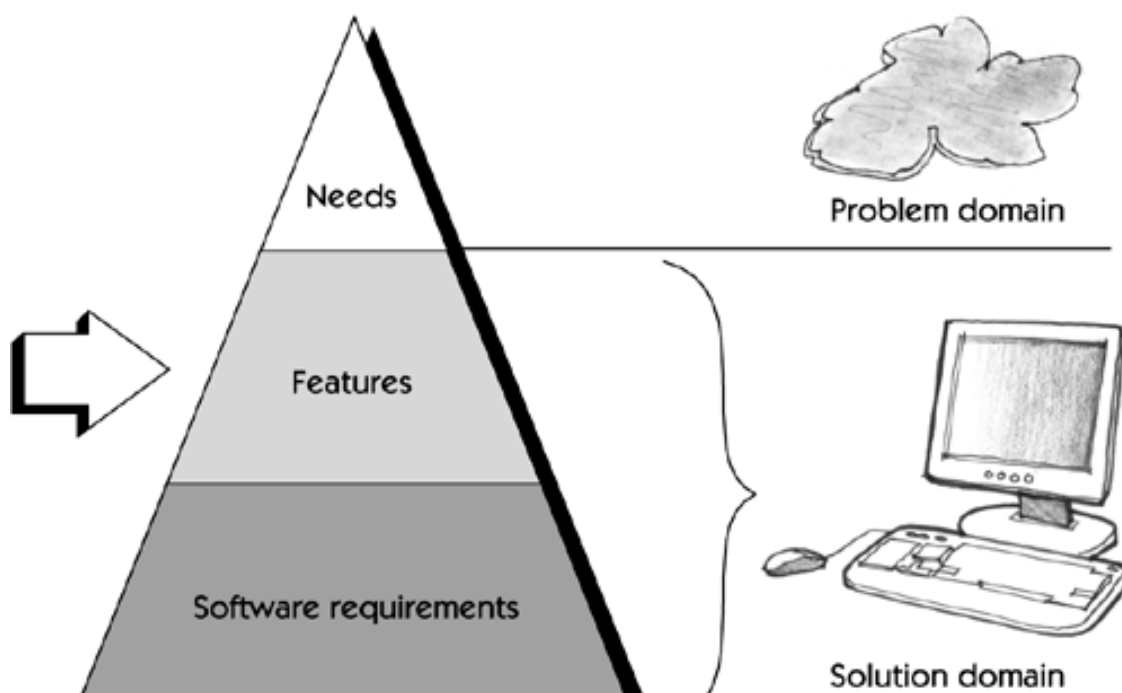 Needs
Problem domain
Features
Software requirements
Solution domain